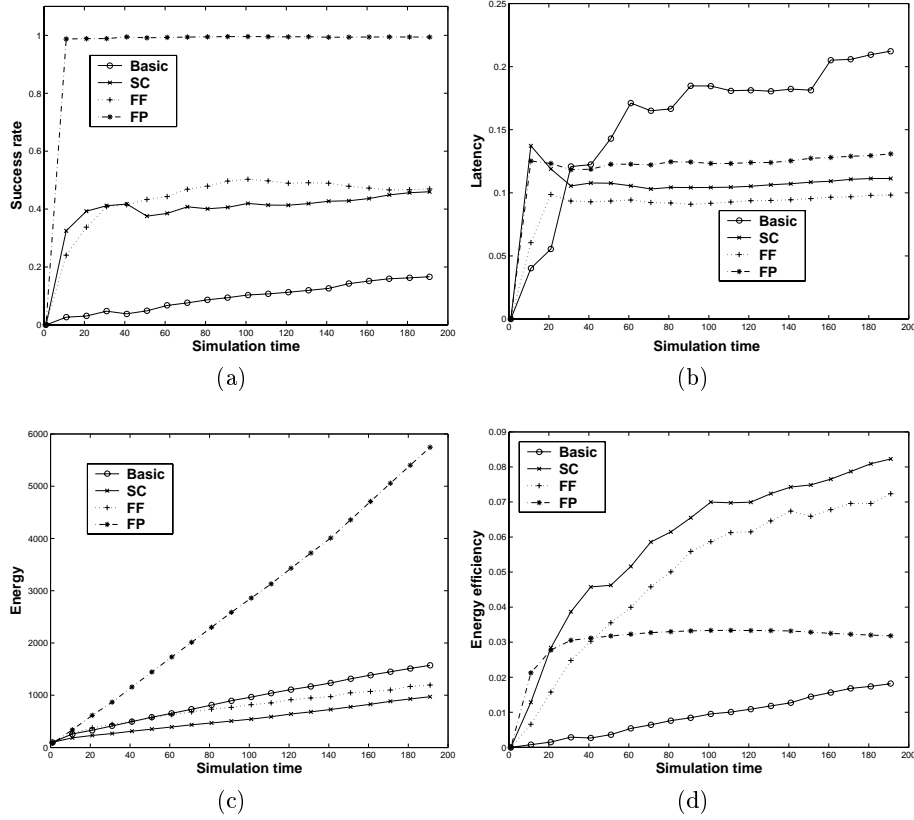 1
0.8
0.6
0.4
0.2
0
Success rate
Basic
SC
FF
FP
0 20 40 60 80 100 120 140 160 180 200
Simulation time
(a)
0.25
0.2
0.15
0.1
0.05
0
Latency
Basic
SC
FF
FP
0 20 40 60 80 100 120 140 160 180 200
Simulation time
(b)
6000
5000
4000
3000
2000
1000
0
Energy
Basic
SC
FF
FP
0 20 40 60 80 100 120 140 160 180 200
Simulation time
(c)
0.09
0.08
0.07
0.06
0.05
0.04
0.03
0.02
0.01
0
Energy efficiency
Basic
SC
FF
FP
0 20 40 60 80 100 120 140 160 180 200
Simulation time
(d)